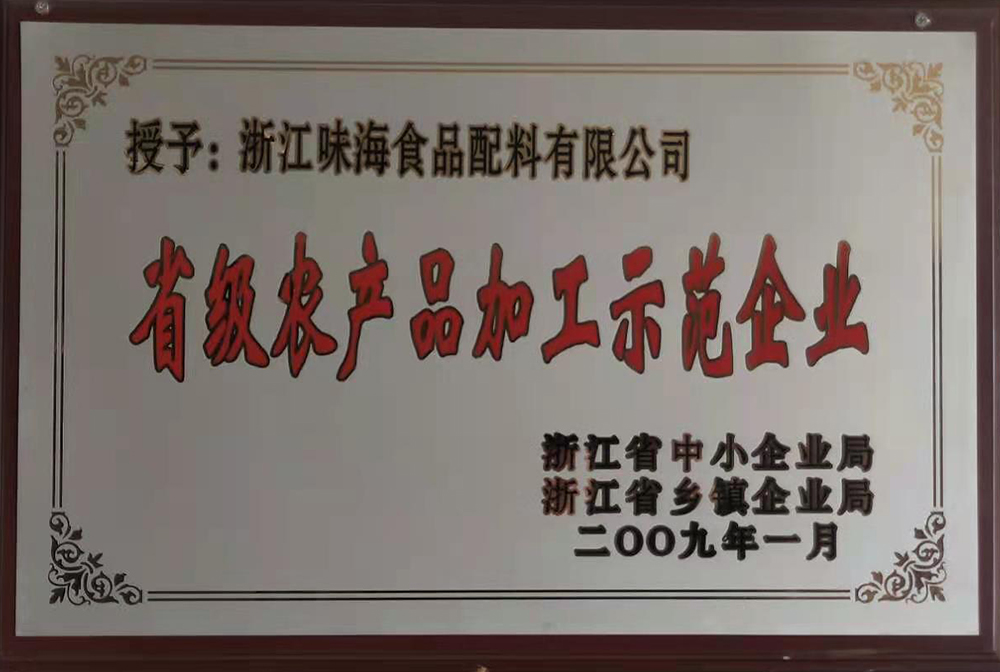 授予：浙江味海食品配料有限公司
省级农产品加工示范企业
浙江省中小企业局
浙江省乡镇企业局
二OO九年一月